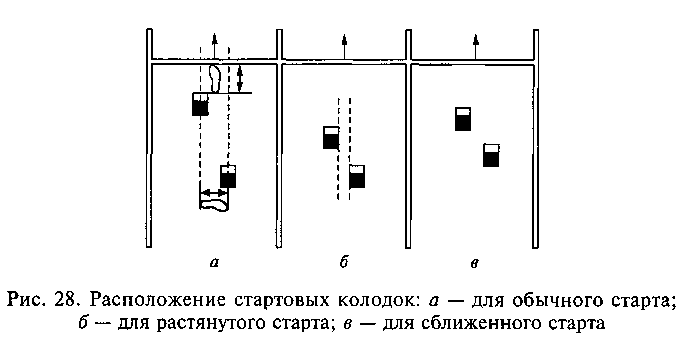 а б в
Рис. 28. Расположение стартовых колодок: а — для обычного старта;
б — для растянутого старта; в — для сближенного старта